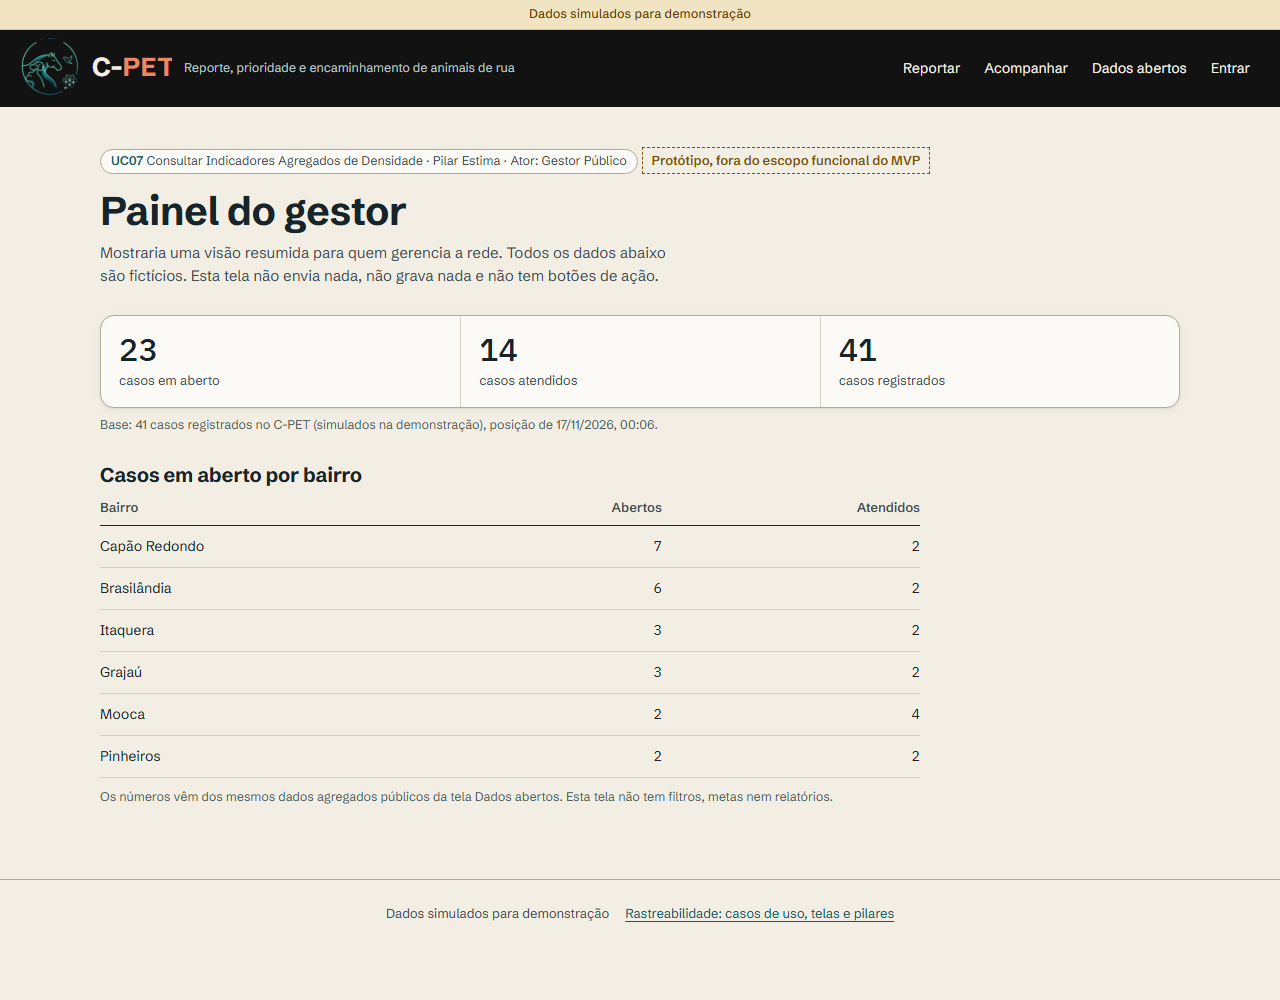 Dados simulados para demonstração
C-PET Reporte, prioridade e encaminhamento de animais de rua Reportar Acompanhar Dados abertos Entrar
UC07 Consultar Indicadores Agregados de Densidade · Pilar Estima · Ator: Gestor Público Protótipo, fora do escopo funcional do MVP
Painel do gestor
Mostraria uma visão resumida para quem gerencia a rede. Todos os dados abaixo
são fictícios. Esta tela não envia nada, não grava nada e não tem botões de ação.
23 14 41
casos em aberto casos atendidos casos registrados
Base: 41 casos registrados no C-PET (simulados na demonstração), posição de 17/11/2026, 00:06.
Casos em aberto por bairro
Bairro Abertos Atendidos
Capão Redondo 7 2
Brasilândia 6 2
Itaquera 3 2
Grajaú 3 2
Mooca 2 4
Pinheiros 2 2
Os números vêm dos mesmos dados agregados públicos da tela Dados abertos. Esta tela não tem filtros, metas nem relatórios.
Dados simulados para demonstração Rastreabilidade: casos de uso, telas e pilares